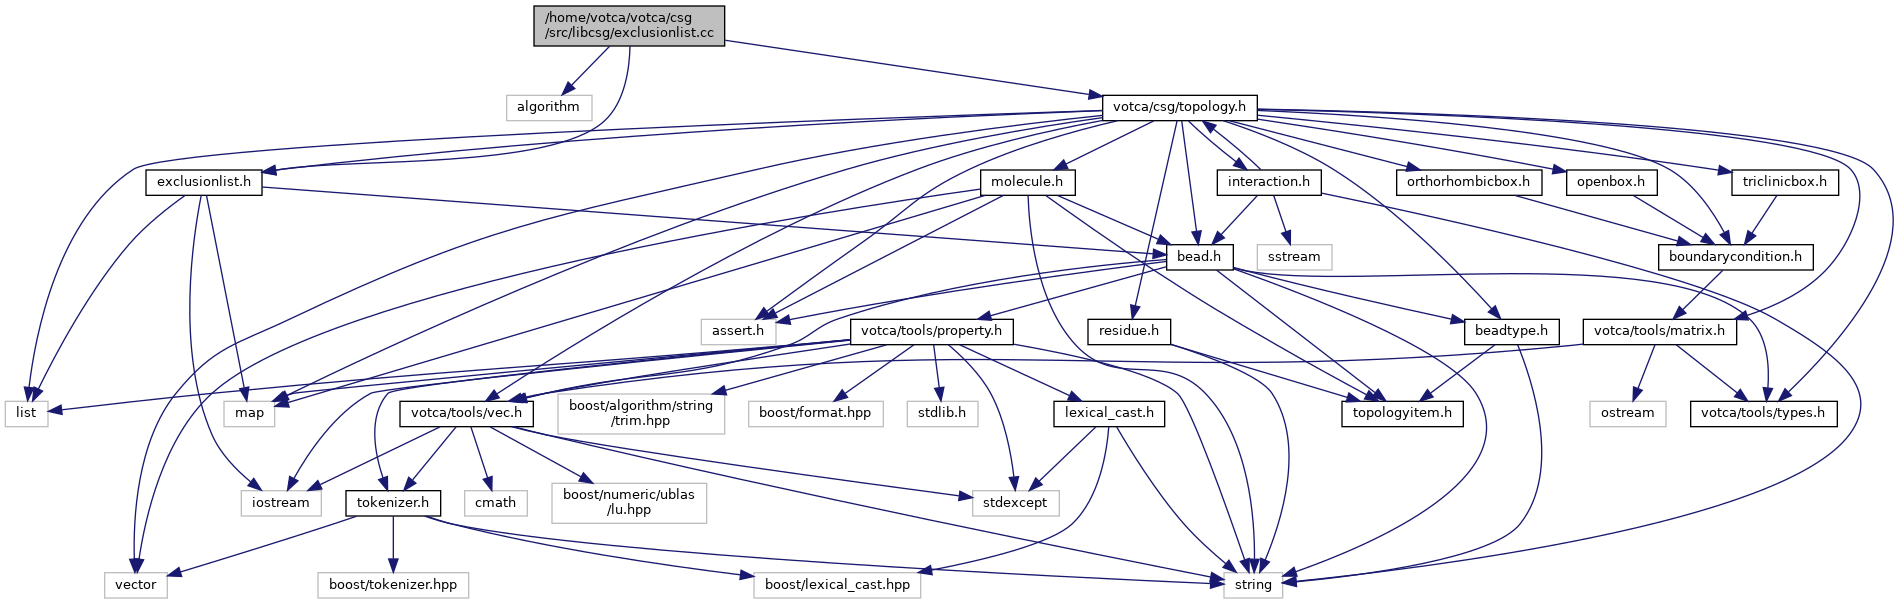 /home/votca/votca/csg
/src/libcsg/exclusionlist.cc
algorithm
votca/csg/topology.h
exclusionlist.h
molecule.h
interaction.h
orthorhombicbox.h
openbox.h
triclinicbox.h
bead.h
sstream
boundarycondition.h
assert.h
votca/tools/property.h
residue.h
beadtype.h
votca/tools/matrix.h
list
map
votca/tools/vec.h
boost/algorithm/string
/trim.hpp
boost/format.hpp
stdlib.h
lexical_cast.h
topologyitem.h
ostream
votca/tools/types.h
iostream
tokenizer.h
cmath
boost/numeric/ublas
/lu.hpp
stdexcept
vector
boost/tokenizer.hpp
boost/lexical_cast.hpp
string